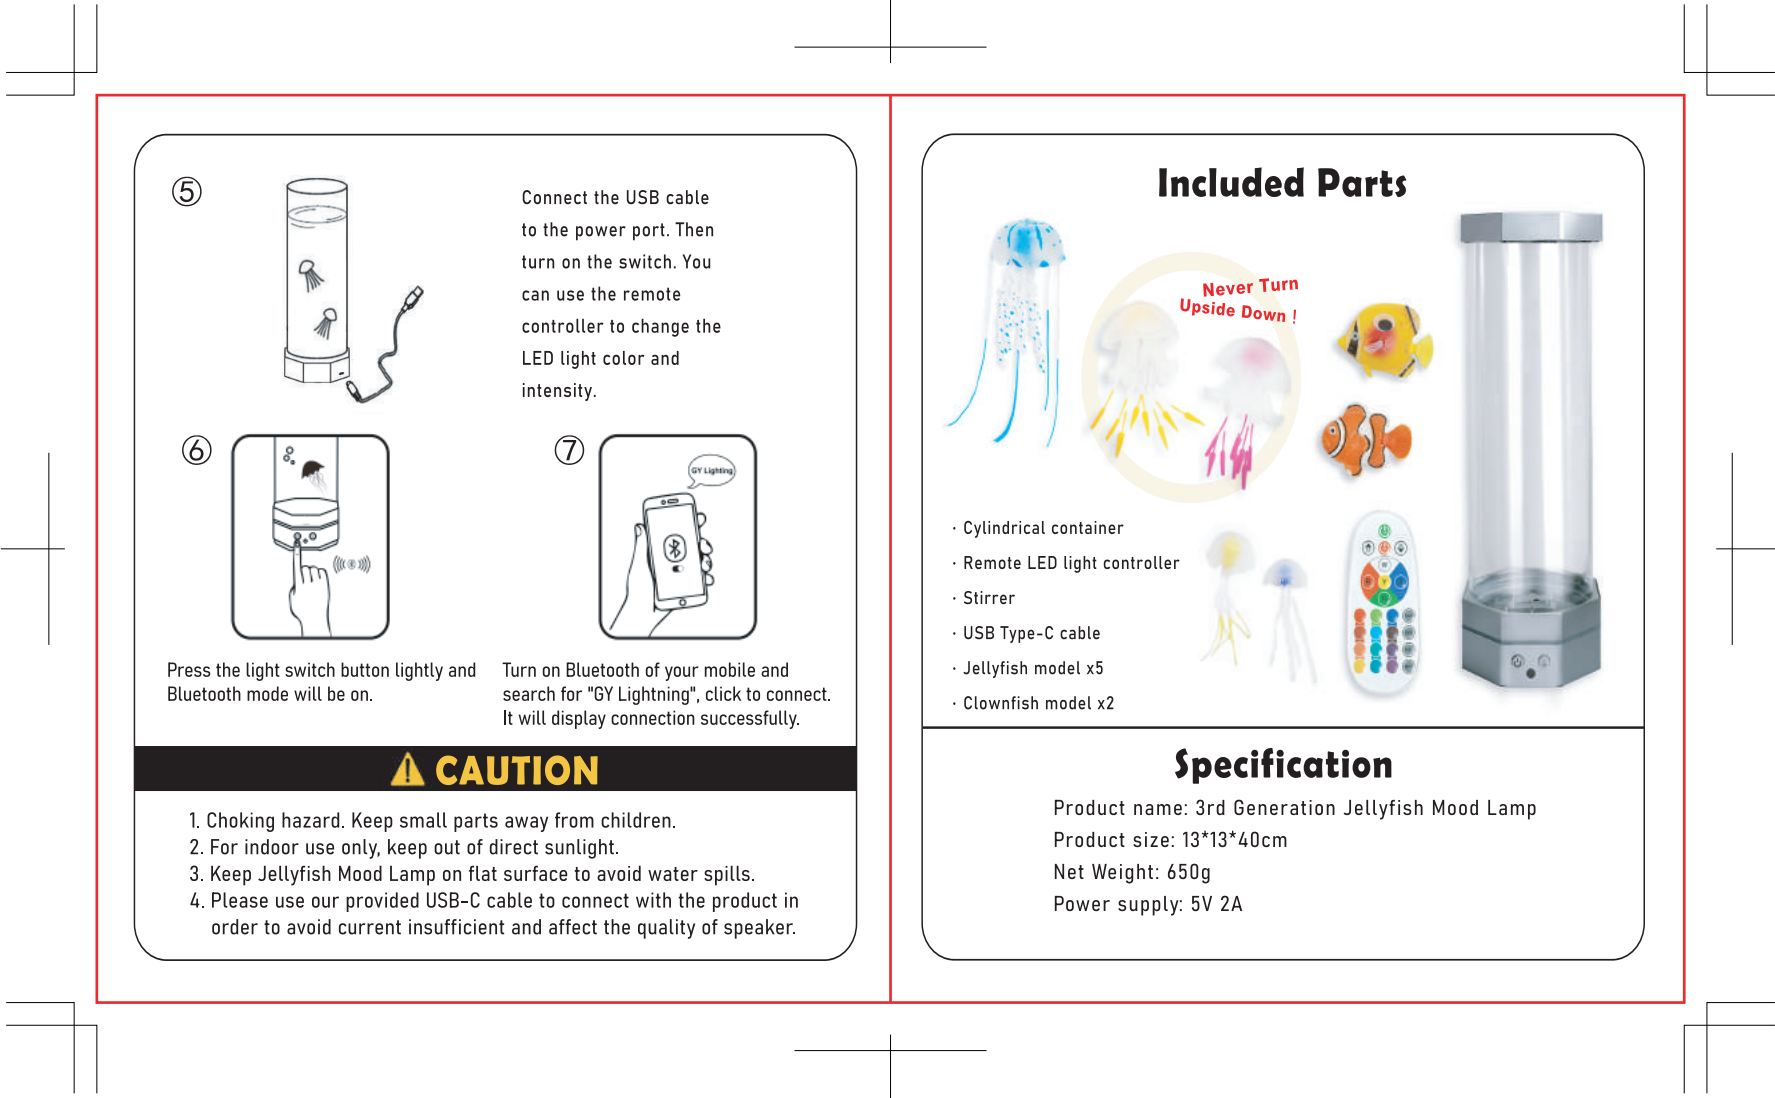 ⑤
Connect the USB cable
to the power port. Then
turn on the switch. You
can use the remote
controller to change the
LED light color and
intensity.
⑥
Press the light switch button lightly and
Bluetooth mode will be on.
⑦
GY Lighting
Turn on Bluetooth of your mobile and
search for "GY Lightning", click to connect.
It will display connection successfully.
CAUTION
1. Choking hazard. Keep small parts away from children.
2. For indoor use only, keep out of direct sunlight.
3. Keep Jellyfish Mood Lamp on flat surface to avoid water spills.
4. Please use our provided USB-C cable to connect with the product in
order to avoid current insufficient and affect the quality of speaker.
Included Parts
Never Turn
Upside Down !
· Cylindrical container
· Remote LED light controller
· Stirrer
· USB Type-C cable
· Jellyfish model x5
· Clownfish model x2
Specification
Product name: 3rd Generation Jellyfish Mood Lamp
Product size: 13*13*40cm
Net Weight: 650g
Power supply: 5V 2A